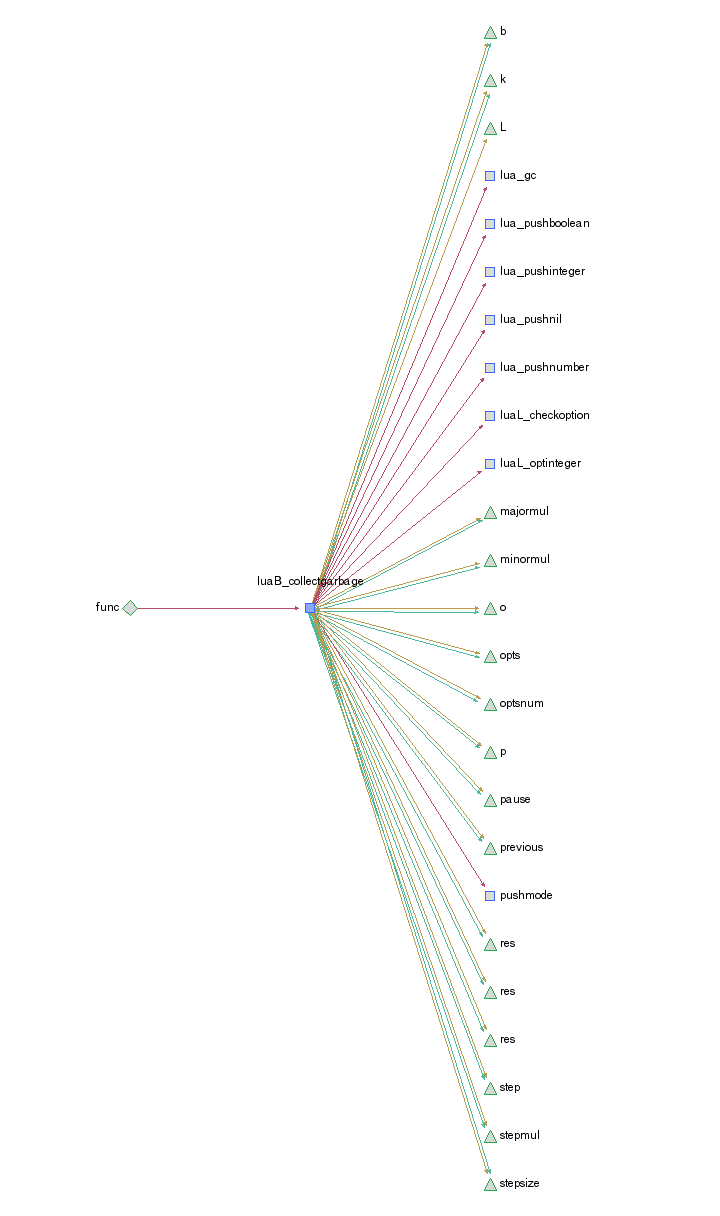 b
k
L
lua_gc
lua_pushboolean
lua_pushinteger
lua_pushnil
lua_pushnumber
luaL_checkoption
luaL_optinteger
majormul
minormul
luaB_collectgarbage
func
o
opts
optsnum
p
pause
previous
pushmode
res
res
res
step
stepmul
stepsize